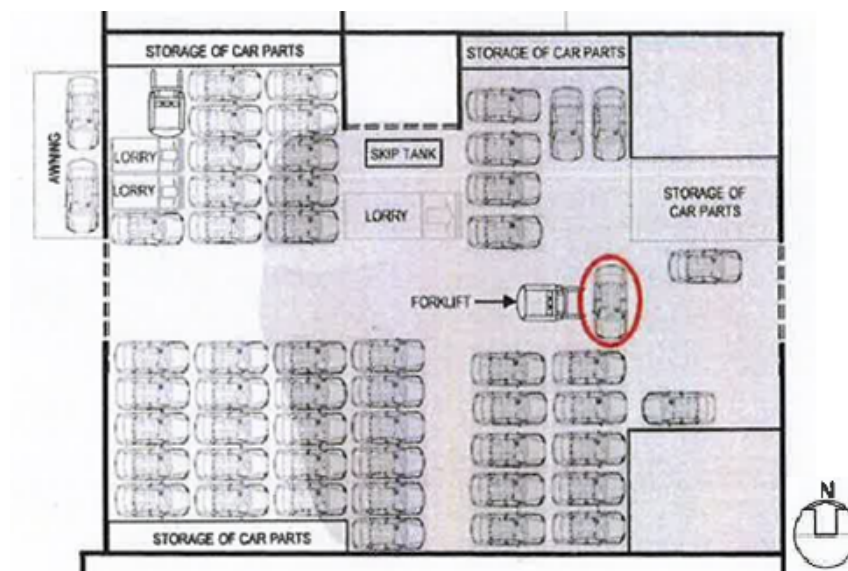 STORAGE OF CAR PARTS
STORAGE OF CAR PARTS
AWNING
LORRY
SKIP TANK
LORRY
STORAGE OF
CAR PARTS
LORRY
FORKLIFT
N
STORAGE OF CAR PARTS